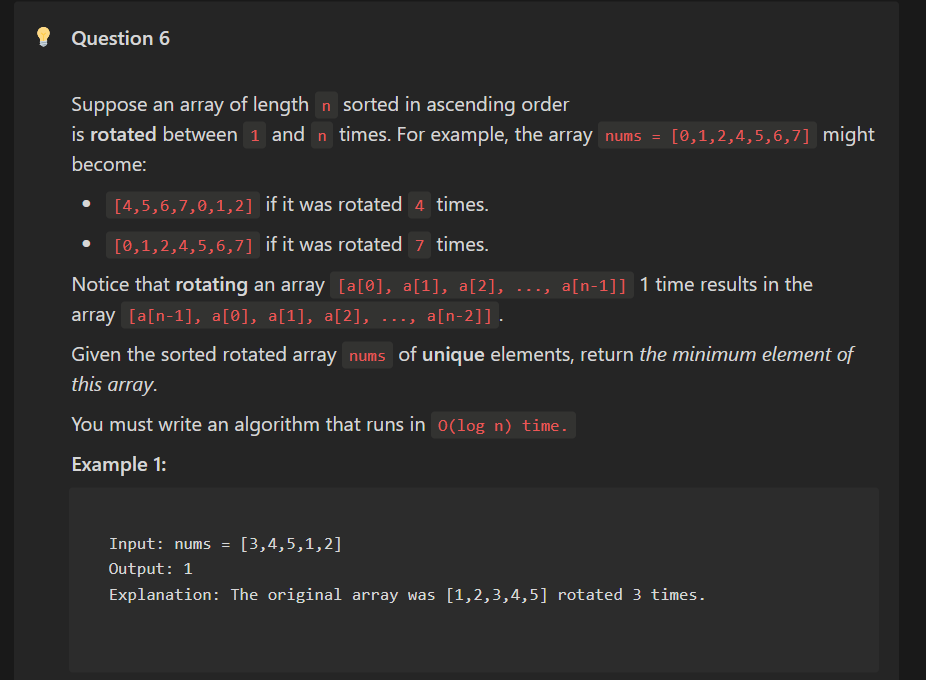 Question 6
Suppose an array of length n sorted in ascending order
is rotated between 1 and n times. For example, the array nums = [0,1,2,4,5,6,7] might
become:
• [4,5,6,7,0,1,2] if it was rotated 4 times.
• [0,1,2,4,5,6,7] if it was rotated 7 times.
Notice that rotating an array [a[0], a[1], a[2], ..., a[n-1]] 1 time results in the
array [a[n-1], a[0], a[1], a[2], ..., a[n-2]].
Given the sorted rotated array nums of unique elements, return the minimum element of
this array.
You must write an algorithm that runs in O(log n) time.
Example 1:
Input: nums = [3,4,5,1,2]
Output: 1
Explanation: The original array was [1,2,3,4,5] rotated 3 times.